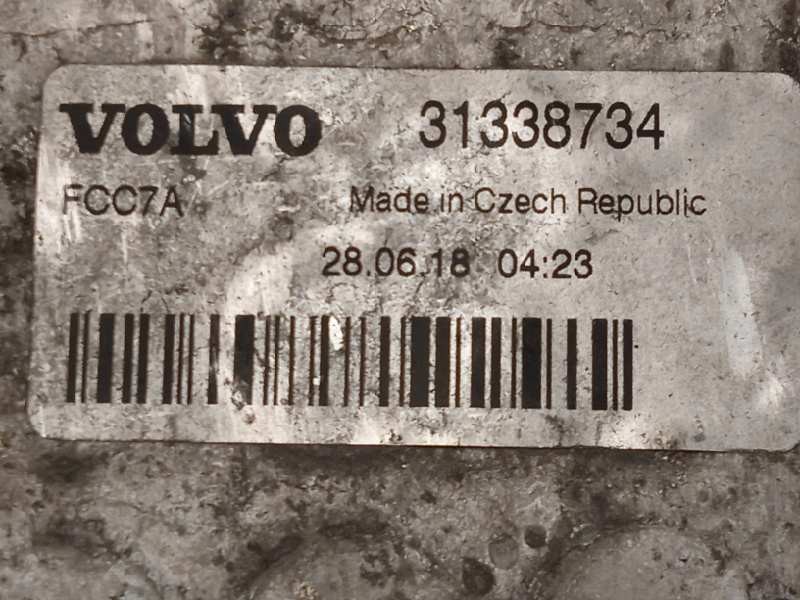 VOLVO 31338734
FCC7A Made in Czech Republic
28.06.18 04:23